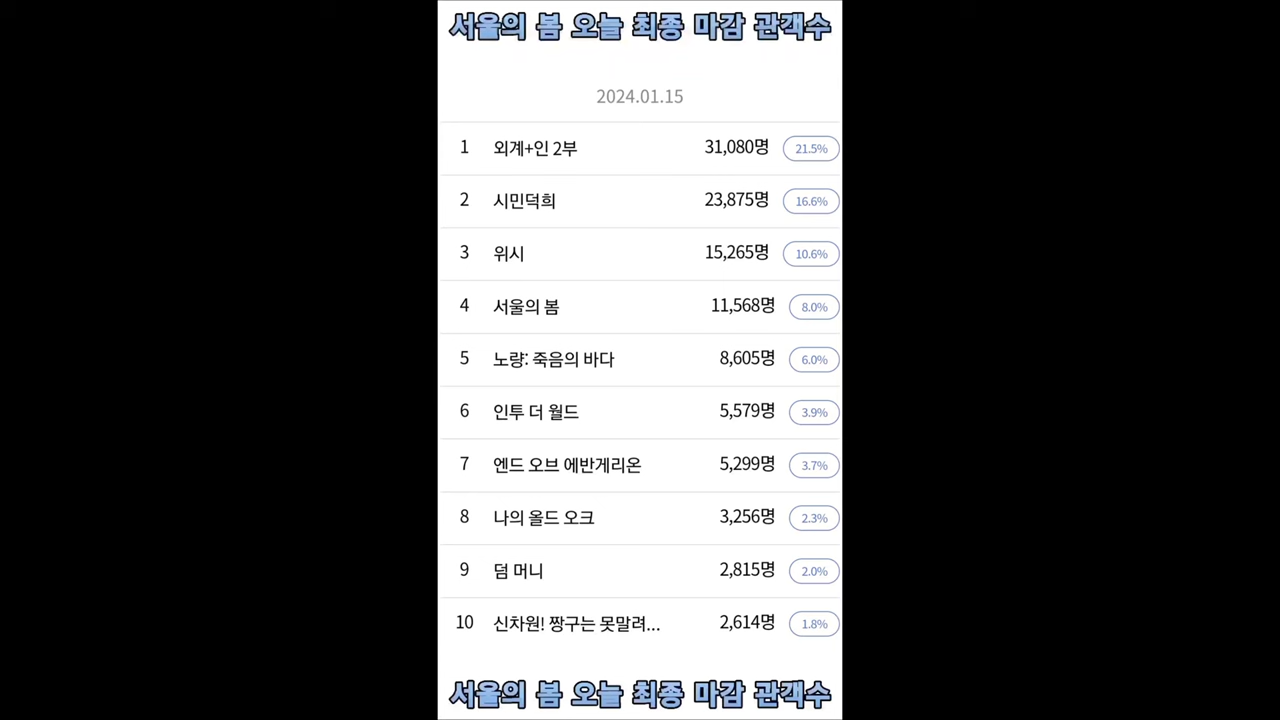 서울의 봄 오늘 최종 마감 관객수
2024.01.15
1 외계+인 2부 31,080명 21.5%
2 시민덕희 23,875명 16.6%
3 위시 15,265명 10.6%
4 서울의 봄 11,568명 8.0%
5 노량: 죽음의 바다 8,605명 6.0%
6 인투 더 월드 5,579명 3.9%
7 엔드 오브 에반게리온 5,299명 3.7%
8 나의 올드 오크 3,256명 2.3%
9 덤 머니 2,815명 2.0%
10 신차원! 짱구는 못말려... 2,614명 1.8%
서울의 봄 오늘 최종 마감 관객수